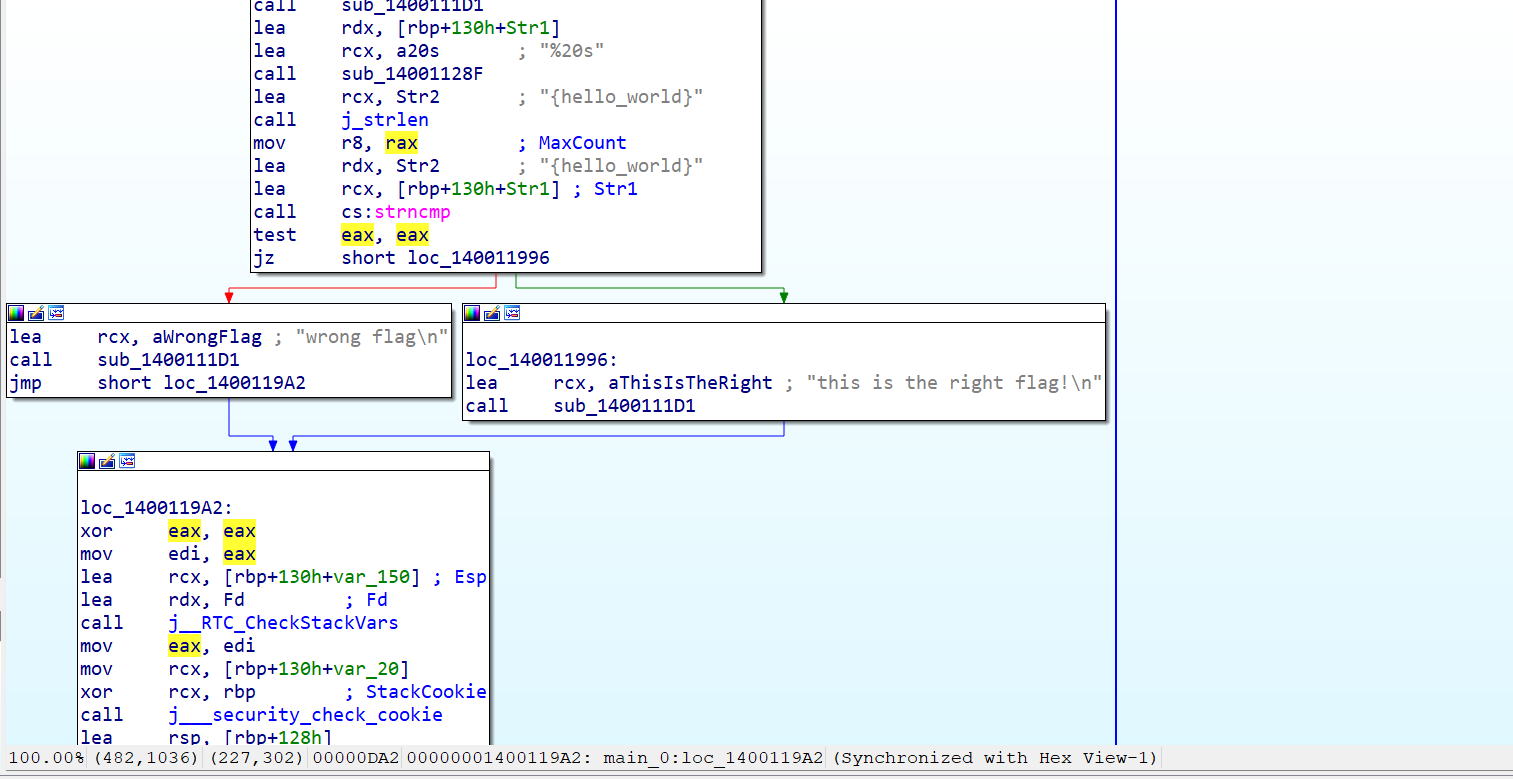 call    sub_1400111D1
lea     rdx, [rbp+130h+Str1]
lea     rcx, a20s       ; "%20s"
call    sub_14001128F
lea     rcx, Str2       ; "{hello_world}"
call    j_strlen
mov     r8, rax         ; MaxCount
lea     rdx, Str2       ; "{hello_world}"
lea     rcx, [rbp+130h+Str1] ; Str1
call    cs:strncmp
test    eax, eax
jz      short loc_140011996
lea     rcx, aWrongFlag ; "wrong flag\n"
call    sub_1400111D1
jmp     short loc_1400119A2
loc_140011996:
lea     rcx, aThisIsTheRight ; "this is the right flag!\n"
call    sub_1400111D1
loc_1400119A2:
xor     eax, eax
mov     edi, eax
lea     rcx, [rbp+130h+var_150] ; Esp
lea     rdx, Fd         ; Fd
call    j__RTC_CheckStackVars
mov     eax, edi
mov     rcx, [rbp+130h+var_20]
xor     rcx, rbp        ; StackCookie
call    j___security_check_cookie
lea     rsp, [rbp+128h]
100.00% (482,1036) (227,302) 00000DA2 00000001400119A2: main_0:loc_1400119A2 (Synchronized with Hex View-1)